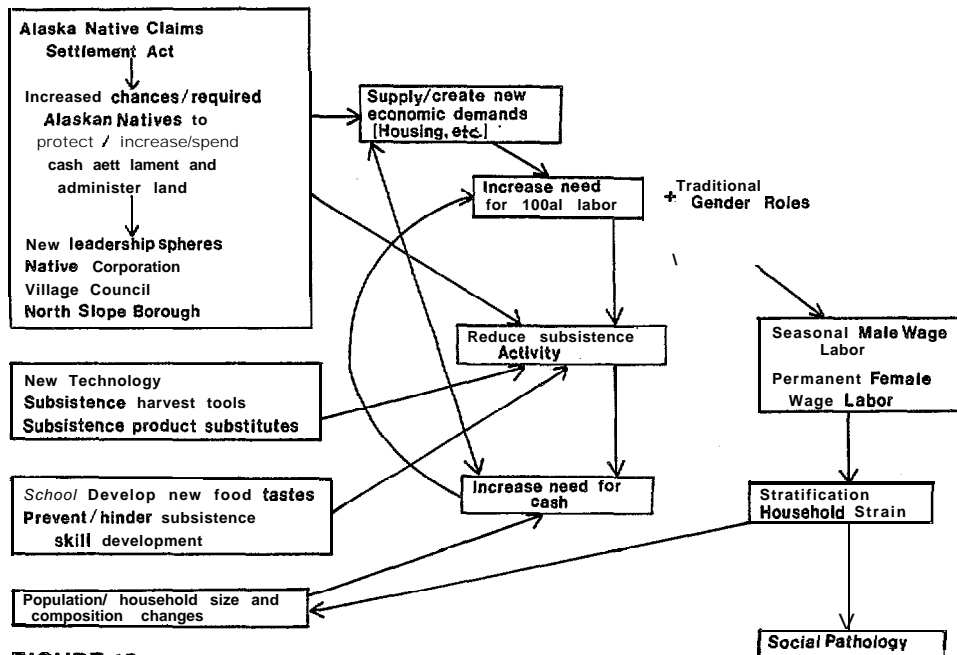 Alaska Native Claims
Settlement Act
Increased chances/required
Alaskan Natives to
protect / increase/spend
cash aett lament and
administer land
New leadership spheres
Native Corporation
Village Council
North Slope Borough
Supply/create new
economic demands
[Housing, etc.]
Increase need
for 100al labor
+ Traditional
Gender Roles
Reduce subsistence
Activity
Seasonal Male Wage
Labor
Permanent Female
Wage Labor
New Technology
Subsistence harvest tools
Subsistence product substitutes
School Develop new food tastes
Prevent/hinder subsistence
skill development
Increase need for
cash
Stratification
Household Strain
Population/ household size and
composition changes
Social Pathology